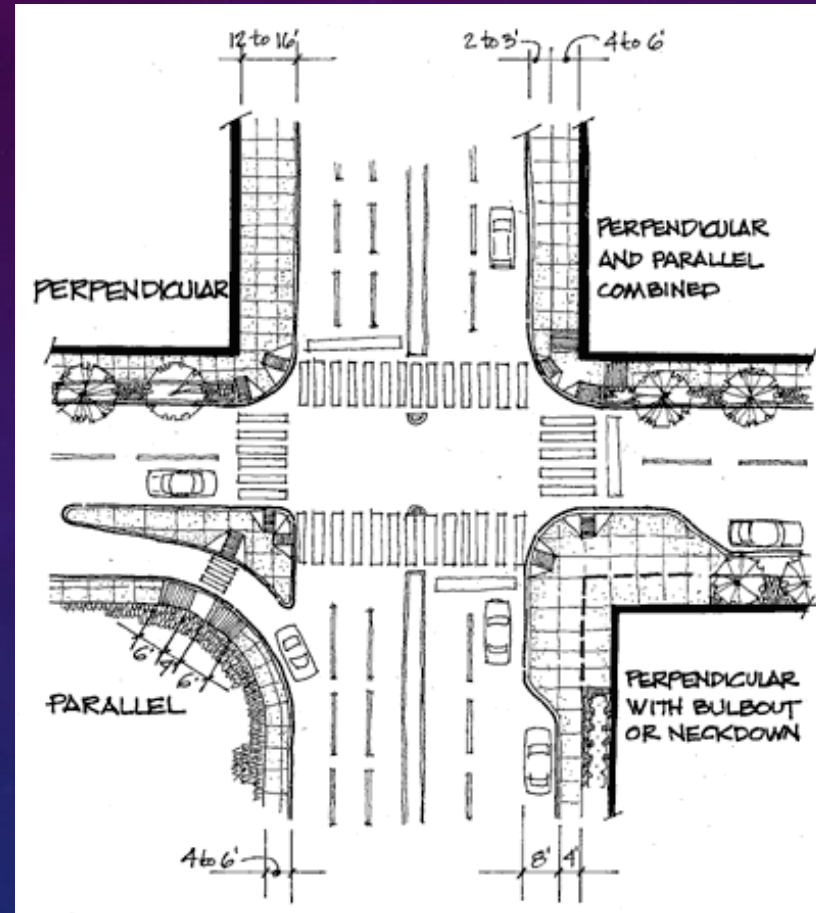 12 to 16'
2 to 3'
4 to 6'
PERPENDICULAR
PERPENDICULAR
AND PARALLEL
COMBINED
6'
4'
6'
PARALLEL
PERPENDICULAR
WITH BULBOUT
OR NECKDOWN
4 to 6'
8'
4'